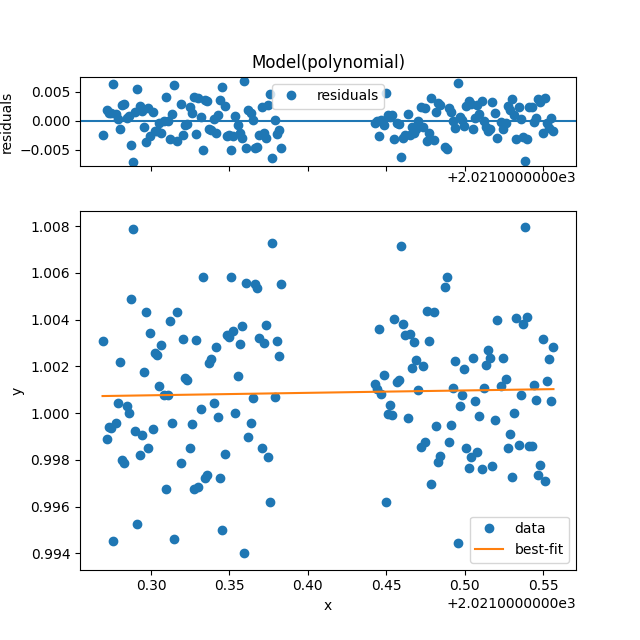 Model(polynomial)
residuals
0.005
0.000
−0.005
residuals
+2.0210000000e3
y
1.008
1.006
1.004
1.002
1.000
0.998
0.996
0.994
data
best-fit
0.30 0.35 0.40 0.45 0.50 0.55
x
+2.0210000000e3